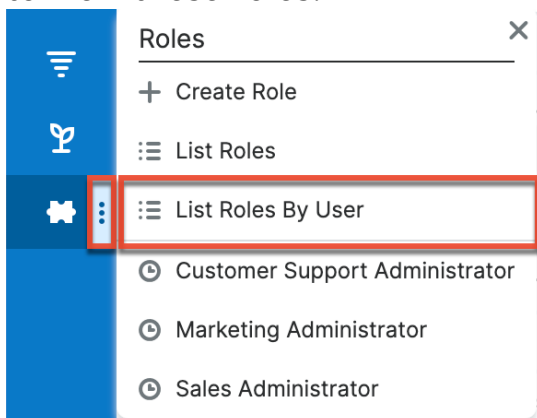 Roles
Create Role
List Roles
List Roles By User
Customer Support Administrator
Marketing Administrator
Sales Administrator